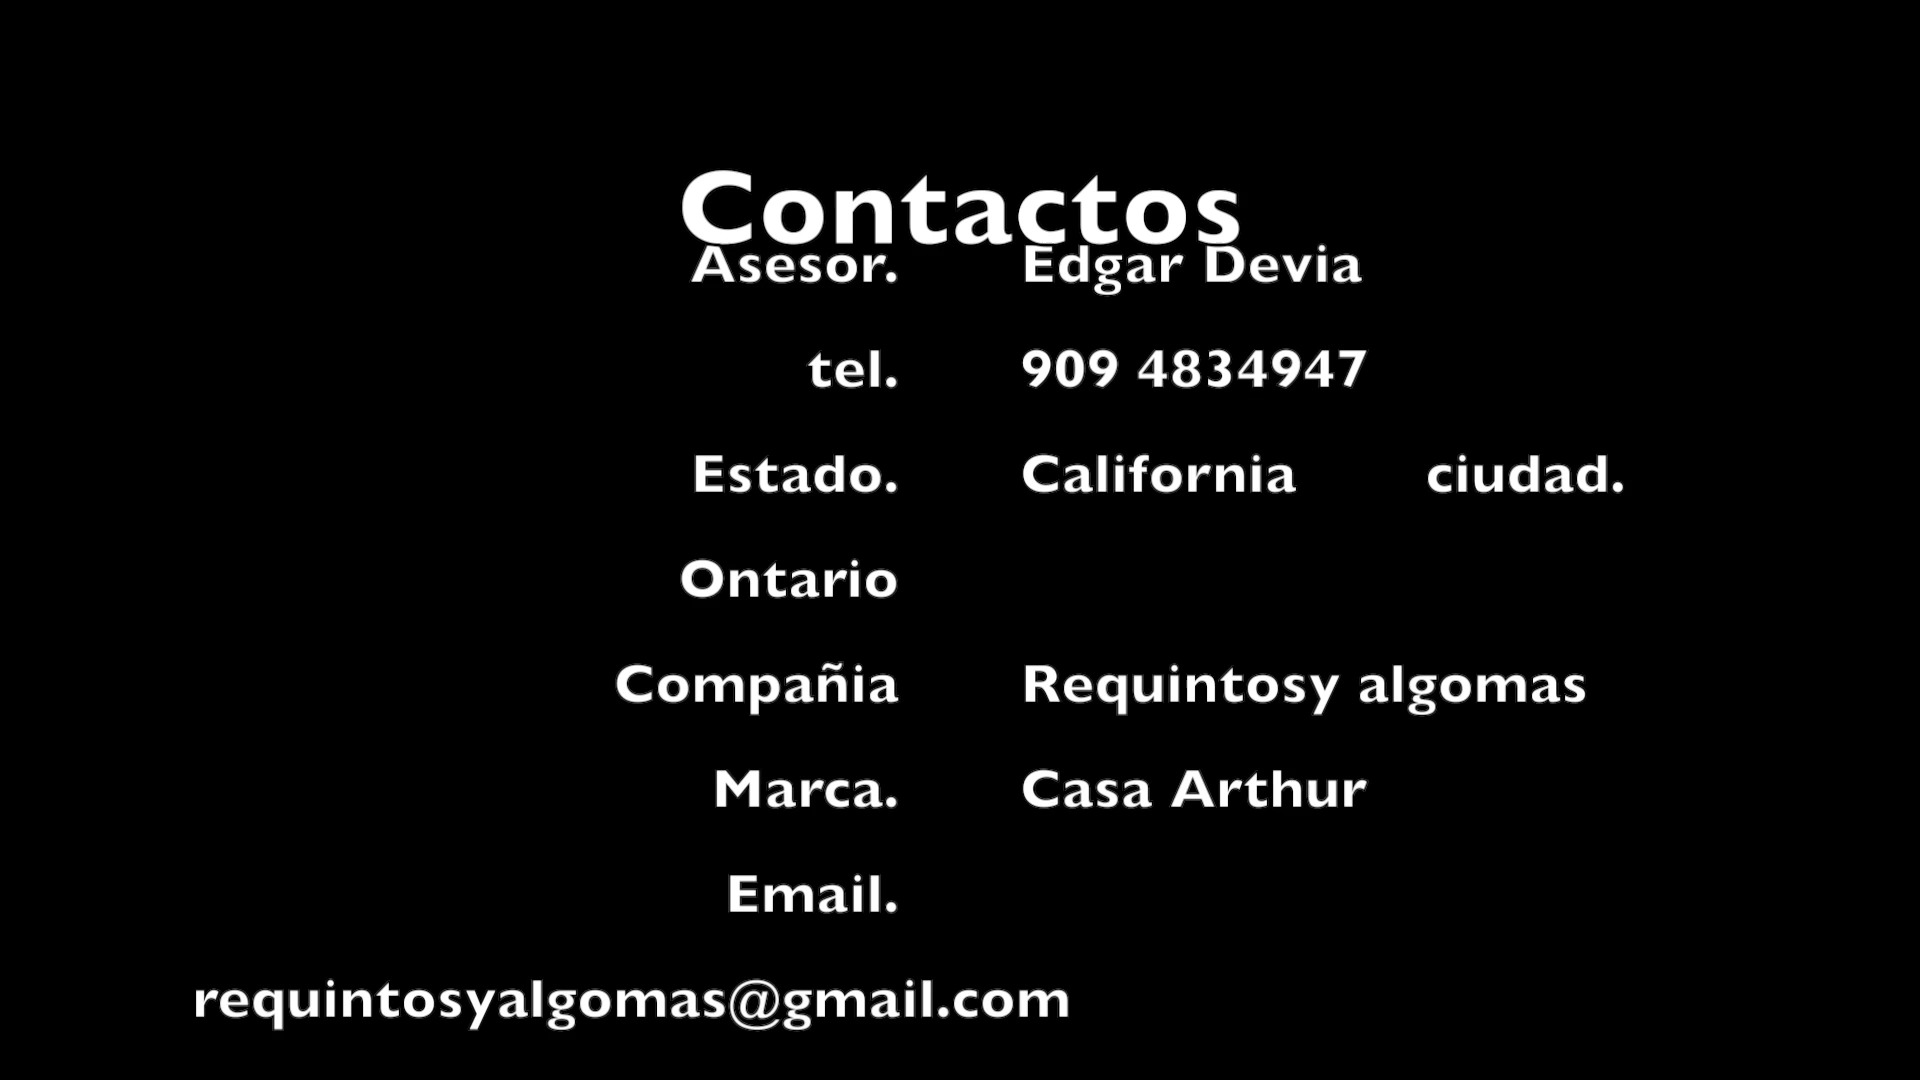 Contactos
Asesor. Edgar Devia
tel. 909 4834947
Estado. California ciudad.
Ontario
Compañia Requintosy algomas
Marca. Casa Arthur
Email.
requintosyalgomas@gmail.com